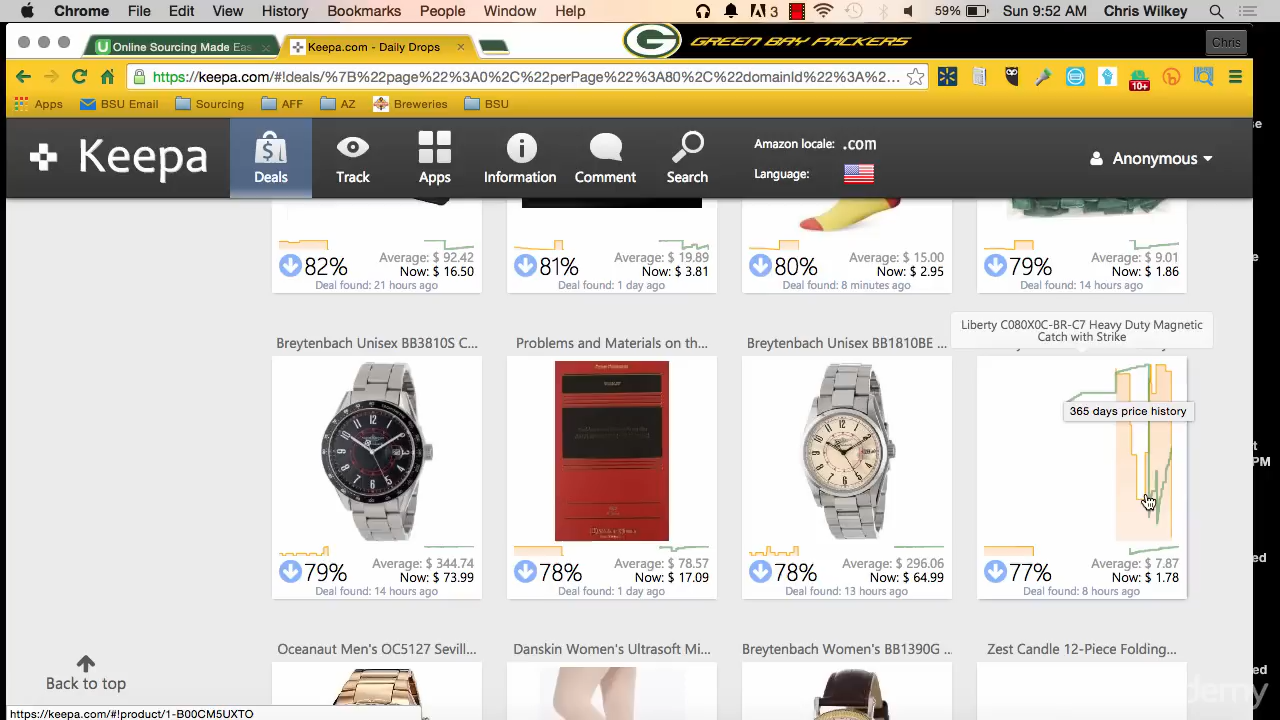 Chrome File Edit View History Bookmarks People Window Help 3 59% Sun 9:52 AM Chris Wilkey
Online Sourcing Made Eas Keepa.com - Daily Drops G GREEN BAY PACKERS Chris
https://keepa.com/#!deals/%7B%22page%22%3A0%2C%22perPage%22%3A80%2C%22domainId%22%3A%2... 10+
Apps BSU Email Sourcing AFF AZ Breweries BSU
Keepa Deals Track Apps Information Comment Search
Amazon locale: .com
Language:
Anonymous
82% Average: $ 92.42 Now: $ 16.50
Deal found: 21 hours ago
81% Average: $ 19.89 Now: $ 3.81
Deal found: 1 day ago
80% Average: $ 15.00 Now: $ 2.95
Deal found: 8 minutes ago
79% Average: $ 9.01 Now: $ 1.86
Deal found: 14 hours ago
Liberty C080X0C-BR-C7 Heavy Duty Magnetic
Catch with Strike
Breytenbach Unisex BB3810S C...
79% Average: $ 344.74 Now: $ 73.99
Deal found: 14 hours ago
Problems and Materials on th...
78% Average: $ 78.57 Now: $ 17.09
Deal found: 1 day ago
Breytenbach Unisex BB1810BE ...
78% Average: $ 296.06 Now: $ 64.99
Deal found: 13 hours ago
365 days price history
77% Average: $ 7.87 Now: $ 1.78
Deal found: 8 hours ago
Oceanaut Men's OC5127 Sevill...
Danskin Women's Ultrasoft Mi...
Breytenbach Women's BB1390G ...
Zest Candle 12-Piece Folding...
Back to top
https://keepa.com/#!product/1-B00CM5UXTO